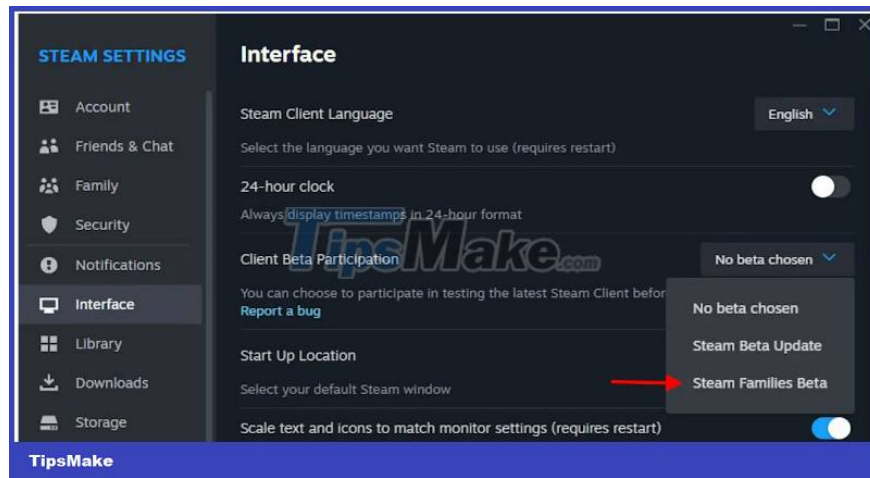 STEAM SETTINGS
Account
Friends & Chat
Family
Security
Notifications
Interface
Library
Downloads
Storage
Interface
Steam Client Language
English
Select the language you want Steam to use (requires restart)
24-hour clock
Always display timestamps in 24-hour format
TipsMake.com
Client Beta Participation
No beta chosen
You can choose to participate in testing the latest Steam Client befor
Report a bug
No beta chosen
Steam Beta Update
Steam Families Beta
Start Up Location
Select your default Steam window
Scale text and icons to match monitor settings (requires restart)
TipsMake